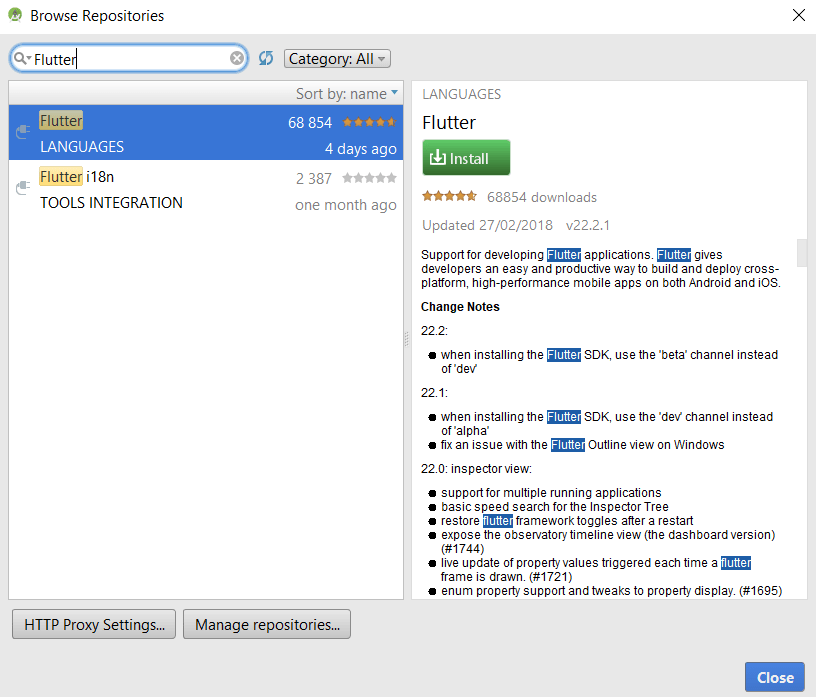 Browse Repositories
Flutter
Category: All
Sort by: name
Flutter 68 854
LANGUAGES 4 days ago
Flutter i18n 2 387
TOOLS INTEGRATION one month ago
LANGUAGES
Flutter
Install
68854 downloads
Updated 27/02/2018 v22.2.1
Support for developing Flutter applications. Flutter gives
developers an easy and productive way to build and deploy cross-
platform, high-performance mobile apps on both Android and iOS.
Change Notes
22.2:
● when installing the Flutter SDK, use the 'beta' channel instead
of 'dev'
22.1:
● when installing the Flutter SDK, use the 'dev' channel instead
of 'alpha'
● fix an issue with the Flutter Outline view on Windows
22.0: inspector view:
● support for multiple running applications
● basic speed search for the Inspector Tree
● restore flutter framework toggles after a restart
● expose the observatory timeline view (the dashboard version)
(#1744)
● live update of property values triggered each time a flutter
frame is drawn. (#1721)
● enum property support and tweaks to property display. (#1695)
HTTP Proxy Settings...
Manage repositories...
Close